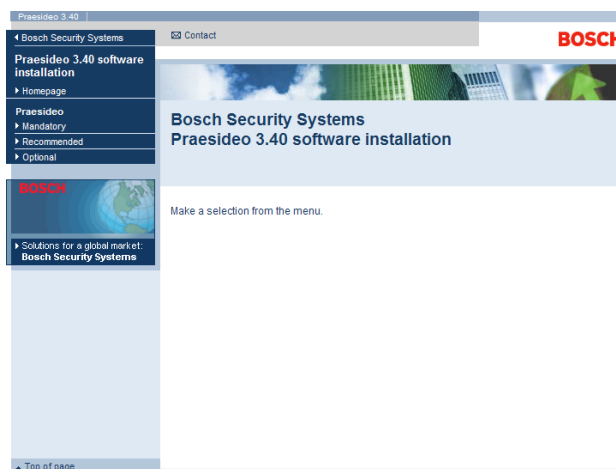 Praesideo 3.40
Bosch Security Systems
Contact
BOSCH
Praesideo 3.40 software
installation
Homepage
Praesideo
Mandatory
Recommended
Optional
Bosch Security Systems
Praesideo 3.40 software installation
BOSCH
Make a selection from the menu.
Solutions for a global market:
Bosch Security Systems
Top of page